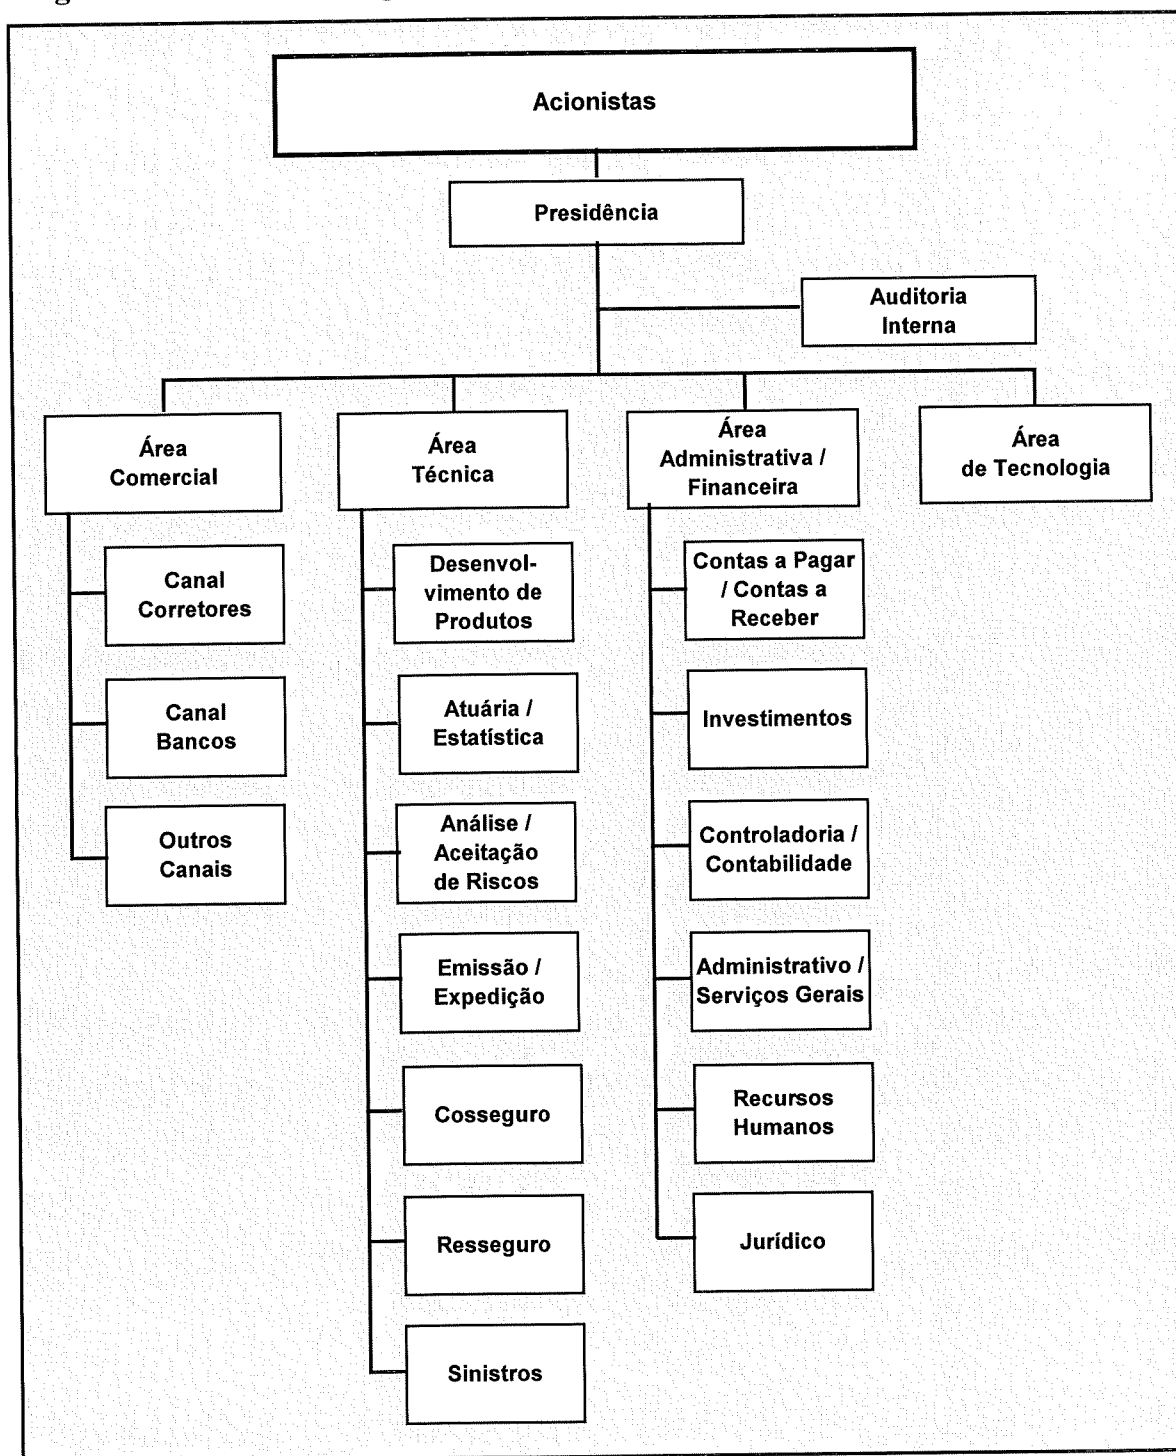 Acionistas
Presidência
Auditoria
Interna
Área
Comercial
Área
Técnica
Área
Administrativa /
Financeira
Área
de Tecnologia
Canal
Corretores
Canal
Bancos
Outros
Canais
Desenvol-
vimento de
Produtos
Atuária /
Estatística
Análise /
Aceitação
de Riscos
Emissão /
Expedição
Cosseguro
Resseguro
Sinistros
Contas a Pagar
/ Contas a
Receber
Investimentos
Controladoria /
Contabilidade
Administrativo /
Serviços Gerais
Recursos
Humanos
Jurídico